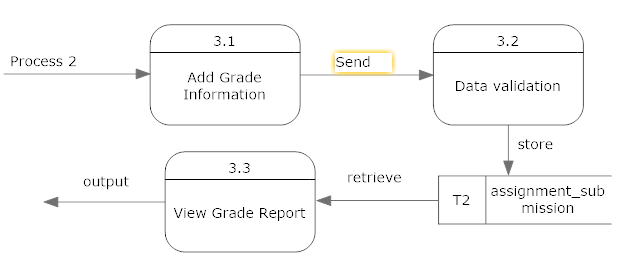 Process 2
3.1
Add Grade
Information
Send
3.2
Data validation
store
T2
assignment_sub
mission
retrieve
3.3
View Grade Report
output